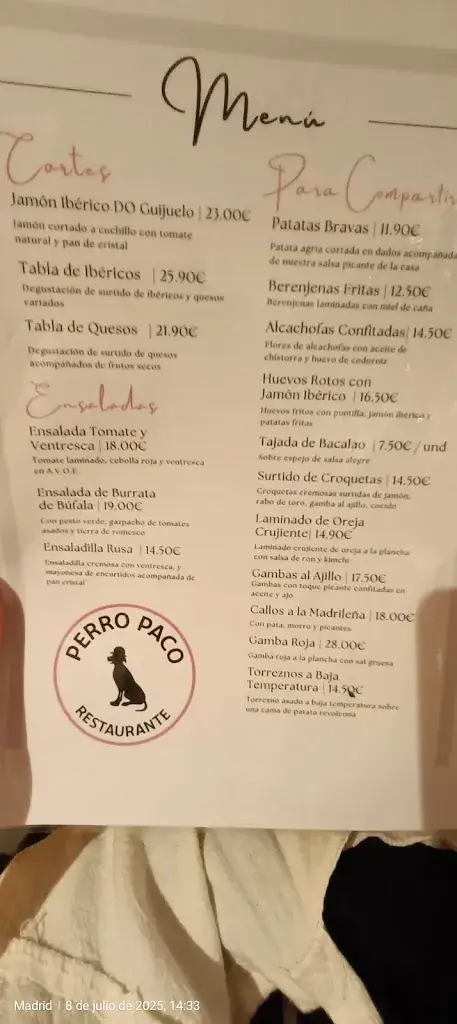 Menú
Cortes
Jamón Ibérico DO Guijuelo | 23.00€
Jamón cortado a cuchillo con tomate
natural y pan de cristal
Tabla de Ibéricos | 25.90€
Degustación de surtido de ibéricos y quesos
variados
Tabla de Quesos | 21.90€
Degustación de surtido de quesos
acompañados de frutos secos
Ensaladas
Ensalada Tomate y
Ventresca | 18.00€
Tomate laminado, cebolla roja y ventresca
en A.V.O.E.
Ensalada de Burrata
de Búfala | 19.00€
Con pesto verde, gazpacho de tomates
asados y tierra de romesco
Ensaladilla Rusa | 14.50€
Ensaladilla cremosa con ventresca, y
mayonesa de encurtidos acompañada de
pan cristal
PERRO PACO
RESTAURANTE
Para Compartir
Patatas Bravas | 11.90€
Patata agria cortada en dados acompañada
de nuestra salsa picante de la casa
Berenjenas Fritas | 12.50€
Berenjenas laminadas con miel de caña
Alcachofas Confitadas| 14.50€
Flores de alcachofas con aceite de
chistorra y huevo de codorniz
Huevos Rotos con
Jamón Ibérico | 16.50€
Huevos fritos con puntilla, jamón ibérico y
patatas fritas
Tajada de Bacalao | 7.50€ / und
Sobre espejo de salsa alegre
Surtido de Croquetas | 14.50€
Croquetas cremosas surtidas de jamón,
rabo de toro, gamba al ajillo, cocido
Laminado de Oreja
Crujiente| 14.90€
Laminado crujiente de oreja a la plancha
con salsa de ron y kimchi
Gambas al Ajillo | 17.50€
Gambas con toque picante confitadas en
aceite y ajo
Callos a la Madrileña | 18.00€
Con pata, morro y picantes
Gamba Roja | 28.00€
Gamba roja a la plancha con sal gruesa
Torreznos a Baja
Temperatura | 14.50€
Torrezno asado a baja temperatura sobre
una cama de patata revolcona
Madrid | 8 de julio de 2025, 14:33